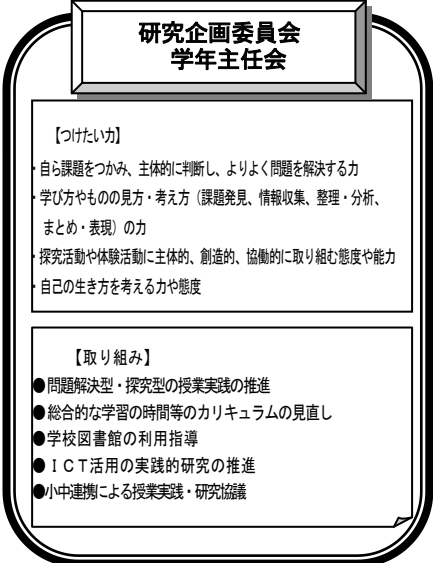 研究企画委員会
学年主任会
【つけたい力】
・自ら課題をつかみ、主体的に判断し、よりよく問題を解決する力
・学び方やものの見方・考え方（課題発見、情報収集、整理・分析、
まとめ・表現）の力
・探究活動や体験活動に主体的、創造的、協働的に取り組む態度や能力
・自己の生き方を考える力や態度
【取り組み】
●問題解決型・探究型の授業実践の推進
●総合的な学習の時間等のカリキュラムの見直し
●学校図書館の利用指導
●ＩＣＴ活用の実践的研究の推進
●小中連携による授業実践・研究協議